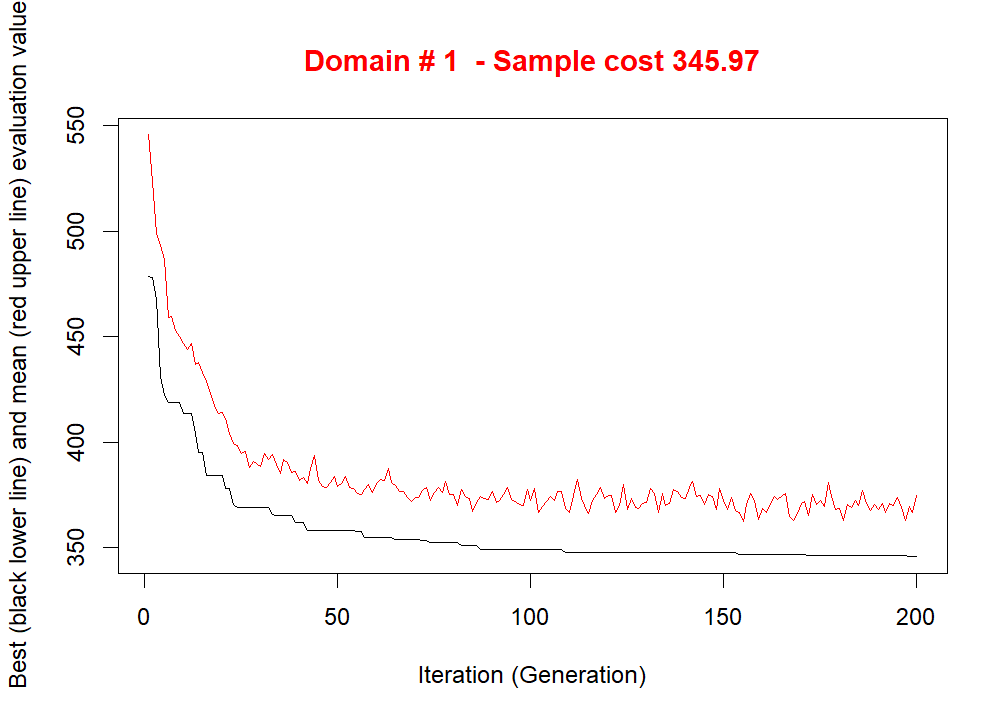 Domain # 1  - Sample cost 345.97
Best (black lower line) and mean (red upper line) evaluation value
550
500
450
400
350
0 50 100 150 200
Iteration (Generation)